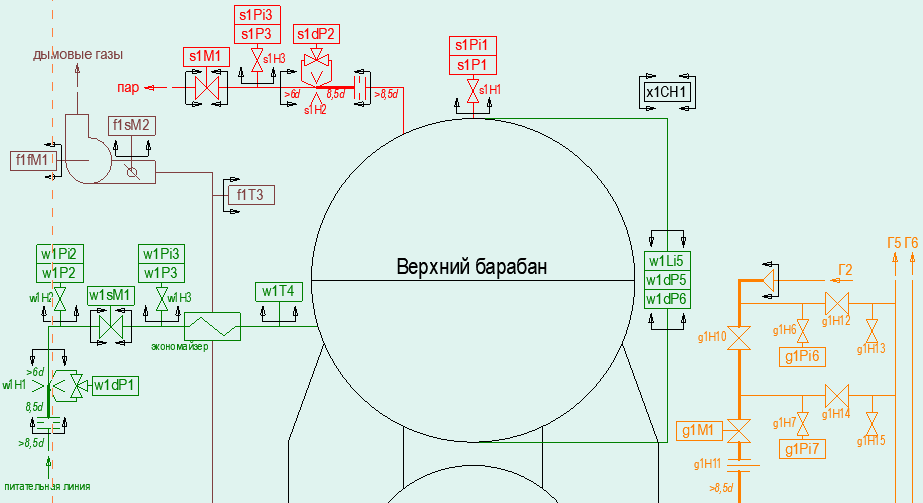 s1Pi3
s1P3
s1dP2
s1Pi1
s1P1
дымовые газы
s1M1
s1H3
пар
>6d
8,5d
>8,5d
s1H1
s1H2
x1CH1
f1sM2
f1fM1
f1T3
Верхний барабан
Г5
Г6
w1Pi2
w1P2
w1Pi3
w1P3
w1Li5
w1dP5
w1dP6
Г2
w1H2
w1sM1
w1H3
w1T4
экономайзер
g1H10
g1H6
g1H12
g1H13
g1Pi6
w1H1
>6d
w1dP1
8,5d
>8,5d
g1M1
g1H7
g1H14
g1H15
g1Pi7
g1H11
>8,5d
питательная линия